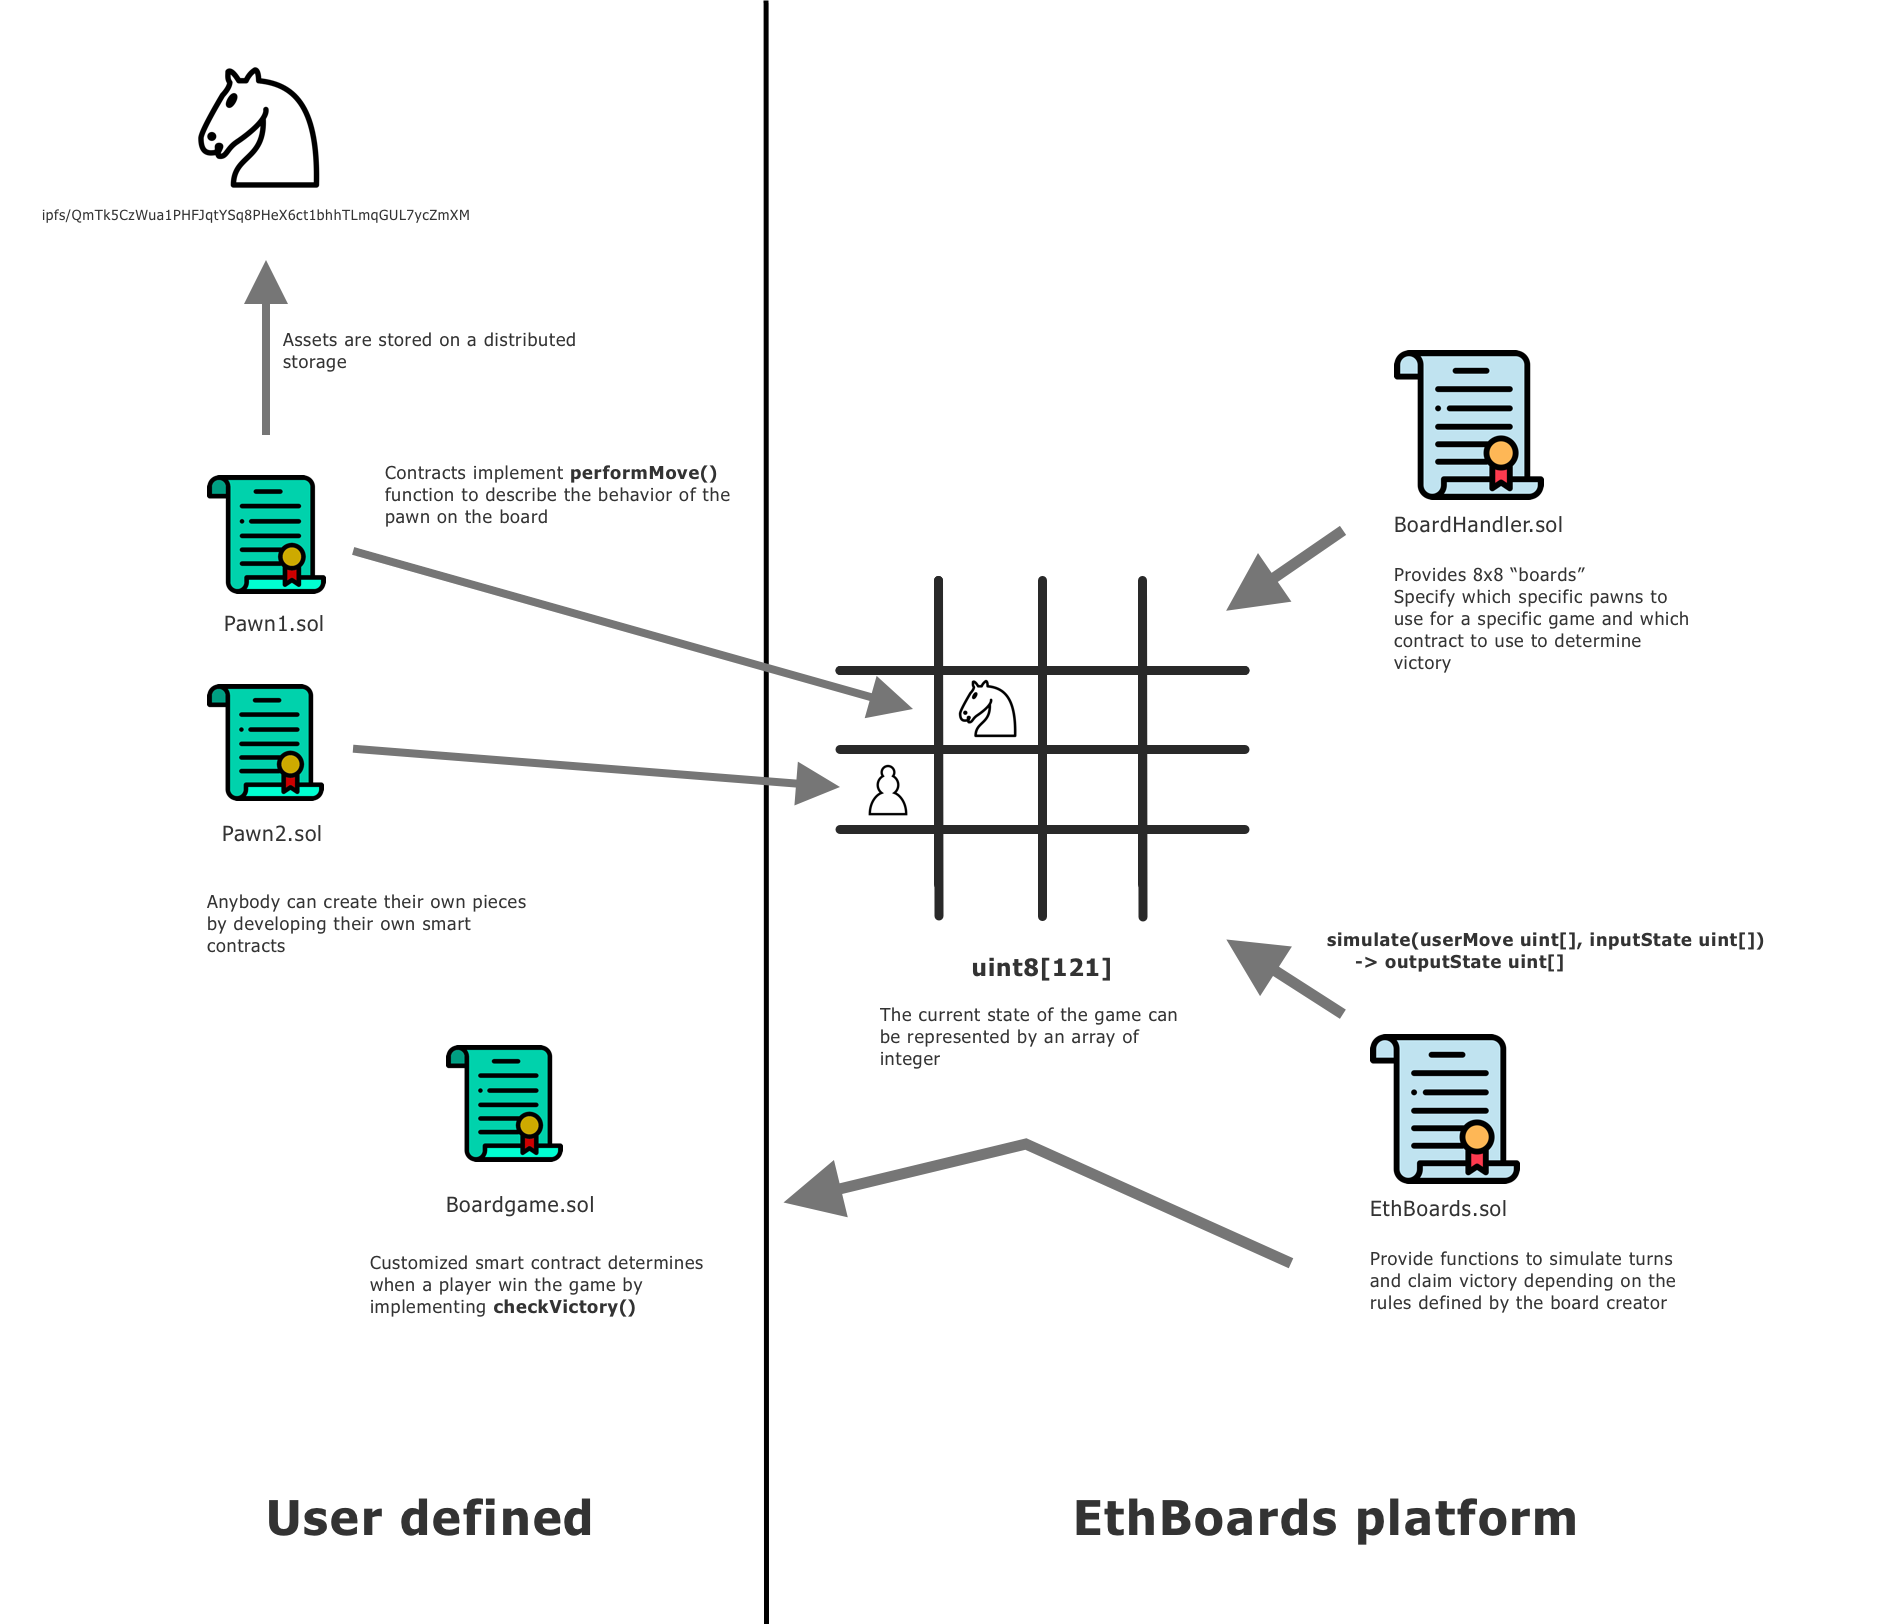 ipfs/QmTk5CzWua1PHFJqtYSq8PHeX6ct1bhhTLmqGUL7ycZmXM
Assets are stored on a distributed
storage
Contracts implement performMove()
function to describe the behavior of the
pawn on the board
Pawn1.sol
Pawn2.sol
Anybody can create their own pieces
by developing their own smart
contracts
Boardgame.sol
Customized smart contract determines
when a player win the game by
implementing checkVictory()
User defined
BoardHandler.sol
Provides 8x8 “boards”
Specify which specific pawns to
use for a specific game and which
contract to use to determine
victory
uint8[121]
The current state of the game can
be represented by an array of
integer
simulate(userMove uint[], inputState uint[])
-> outputState uint[]
EthBoards.sol
Provide functions to simulate turns
and claim victory depending on the
rules defined by the board creator
EthBoards platform